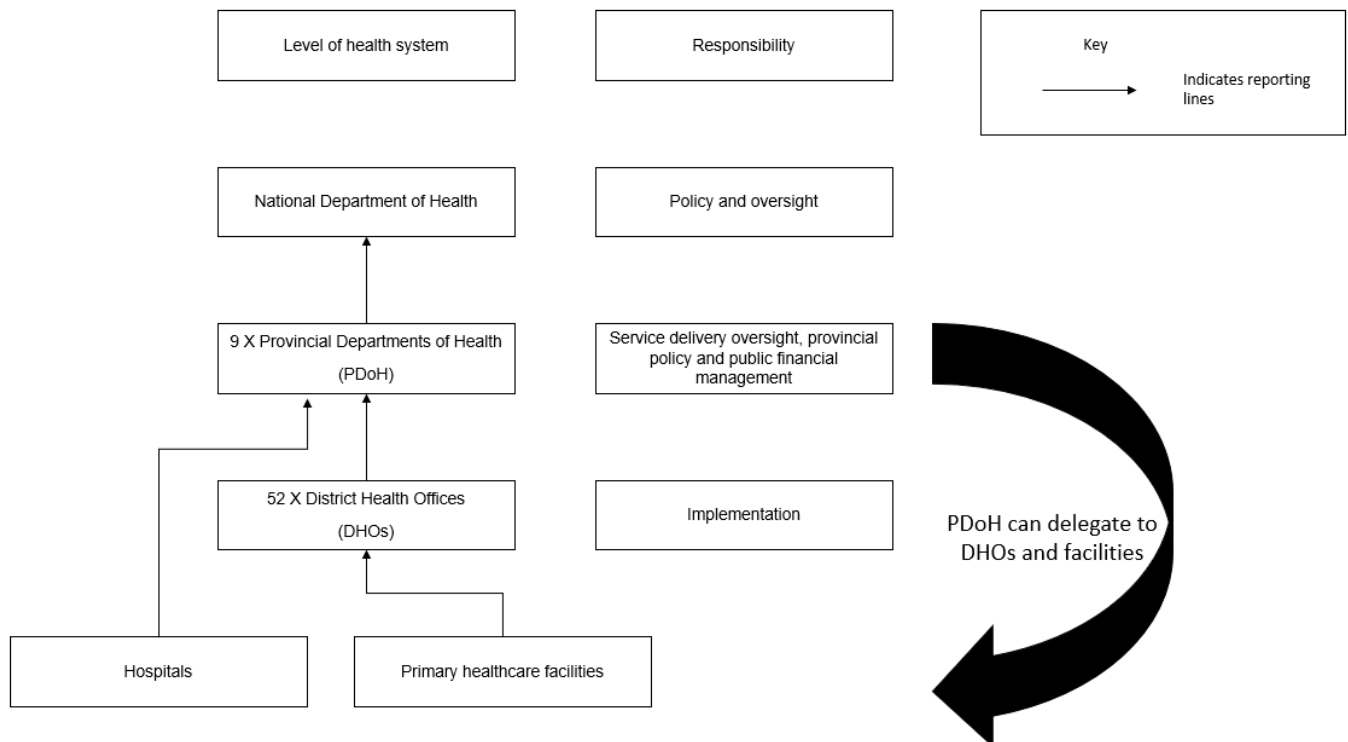 Level of health system
Responsibility
Key
Indicates reporting
lines
National Department of Health
Policy and oversight
9 X Provincial Departments of Health
(PDoH)
Service delivery oversight, provincial
policy and public financial
management
52 X District Health Offices
(DHOs)
Implementation
PDoH can delegate to
DHOs and facilities
Hospitals
Primary healthcare facilities